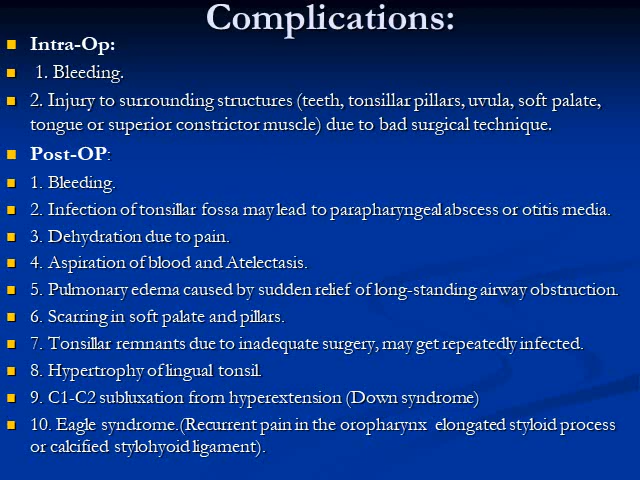 Complications:
Intra-Op:
1. Bleeding.
2. Injury to surrounding structures (teeth, tonsillar pillars, uvula, soft palate,
tongue or superior constrictor muscle) due to bad surgical technique.
Post-OP:
1. Bleeding.
2. Infection of tonsillar fossa may lead to parapharyngeal abscess or otitis media.
3. Dehydration due to pain.
4. Aspiration of blood and Atelectasis.
5. Pulmonary edema caused by sudden relief of long-standing airway obstruction.
6. Scarring in soft palate and pillars.
7. Tonsillar remnants due to inadequate surgery, may get repeatedly infected.
8. Hypertrophy of lingual tonsil.
9. C1-C2 subluxation from hyperextension (Down syndrome)
10. Eagle syndrome.(Recurrent pain in the oropharynx elongated styloid process
or calcified stylohyoid ligament).